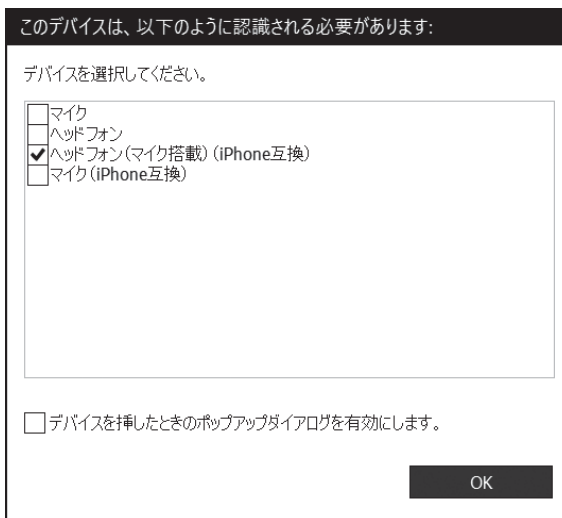 このデバイスは、以下のように認識される必要があります:
デバイスを選択してください。
マイク
ヘッドフォン
ヘッドフォン(マイク搭載) (iPhone互換)
マイク(iPhone互換)
デバイスを挿したときのポップアップダイアログを有効にします。
OK